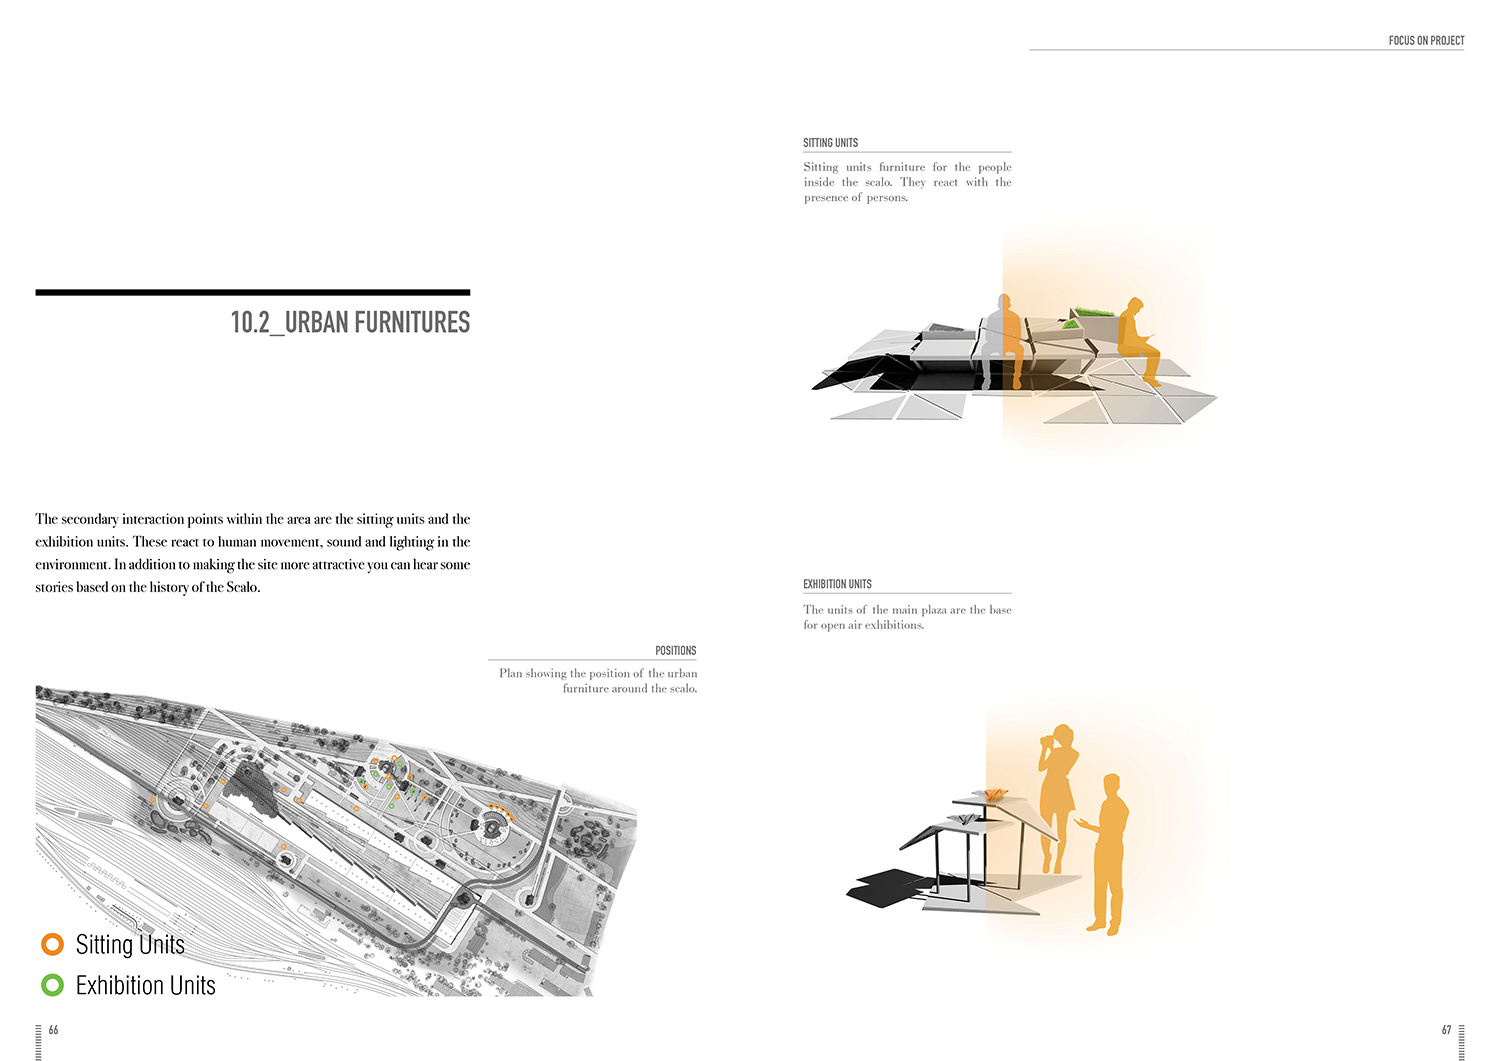 10.2_URBAN FURNITURES
The secondary interaction points within the area are the sitting units and the
exhibition units. These react to human movement, sound and lighting in the
environment. In addition to making the site more attractive you can hear some
stories based on the history of the Scalo.
POSITIONS
Plan showing the position of the urban
furniture around the scalo.
Sitting Units
Exhibition Units
66
FOCUS ON PROJECT
SITTING UNITS
Sitting units furniture for the people
inside the scalo. They react with the
presence of persons.
EXHIBITION UNITS
The units of the main plaza are the base
for open air exhibitions.
67